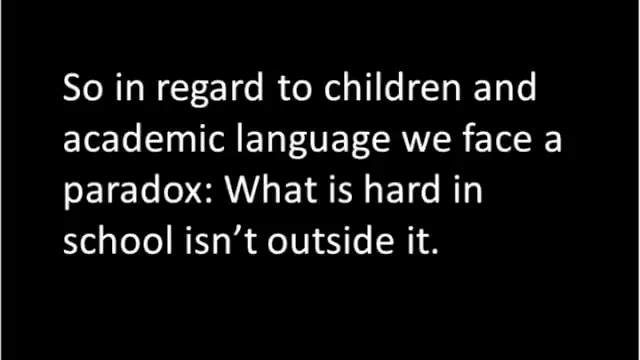 So in regard to children and
academic language we face a
paradox: What is hard in
school isn’t outside it.